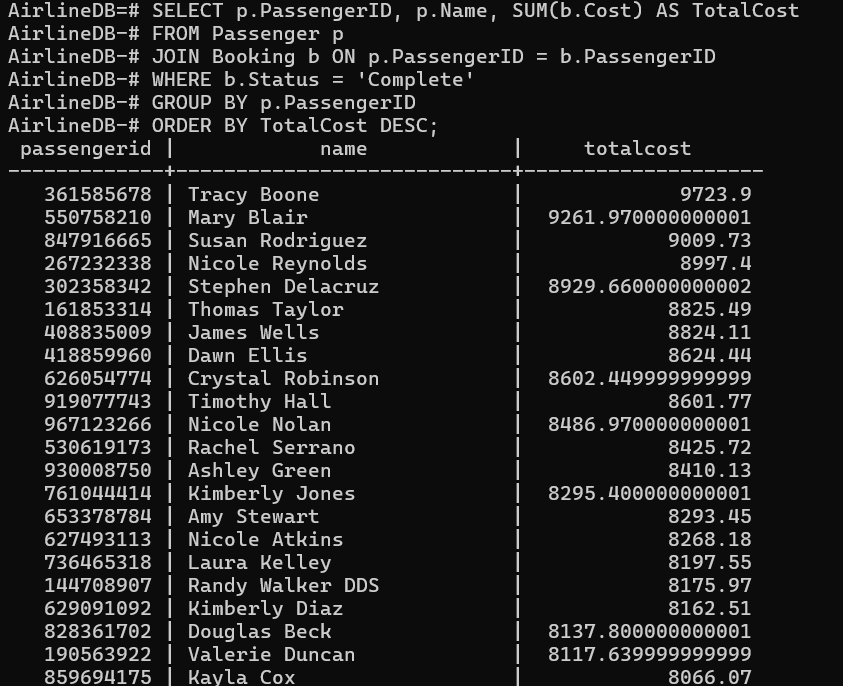 AirlineDB=# SELECT p.PassengerID, p.Name, SUM(b.Cost) AS TotalCost
AirlineDB-# FROM Passenger p
AirlineDB-# JOIN Booking b ON p.PassengerID = b.PassengerID
AirlineDB-# WHERE b.Status = 'Complete'
AirlineDB-# GROUP BY p.PassengerID
AirlineDB-# ORDER BY TotalCost DESC;
 passengerid |            name            |     totalcost
-------------+----------------------------+--------------------
   361585678 | Tracy Boone                |             9723.9
   550758210 | Mary Blair                 |  9261.970000000001
   847916665 | Susan Rodriguez            |            9009.73
   267232338 | Nicole Reynolds            |             8997.4
   302358342 | Stephen Delacruz           |  8929.660000000002
   161853314 | Thomas Taylor              |            8825.49
   408835009 | James Wells                |            8824.11
   418859960 | Dawn Ellis                 |            8624.44
   626054774 | Crystal Robinson           |  8602.449999999999
   919077743 | Timothy Hall               |            8601.77
   967123266 | Nicole Nolan               |  8486.970000000001
   530619173 | Rachel Serrano             |            8425.72
   930008750 | Ashley Green               |            8410.13
   761044414 | Kimberly Jones             |  8295.400000000001
   653378784 | Amy Stewart                |            8293.45
   627493113 | Nicole Atkins              |            8268.18
   736465318 | Laura Kelley               |            8197.55
   144708907 | Randy Walker DDS           |            8175.97
   629091092 | Kimberly Diaz              |            8162.51
   828361702 | Douglas Beck               |  8137.800000000001
   190563922 | Valerie Duncan             |  8117.639999999999
   859694175 | Kayla Cox                  |            8066.07